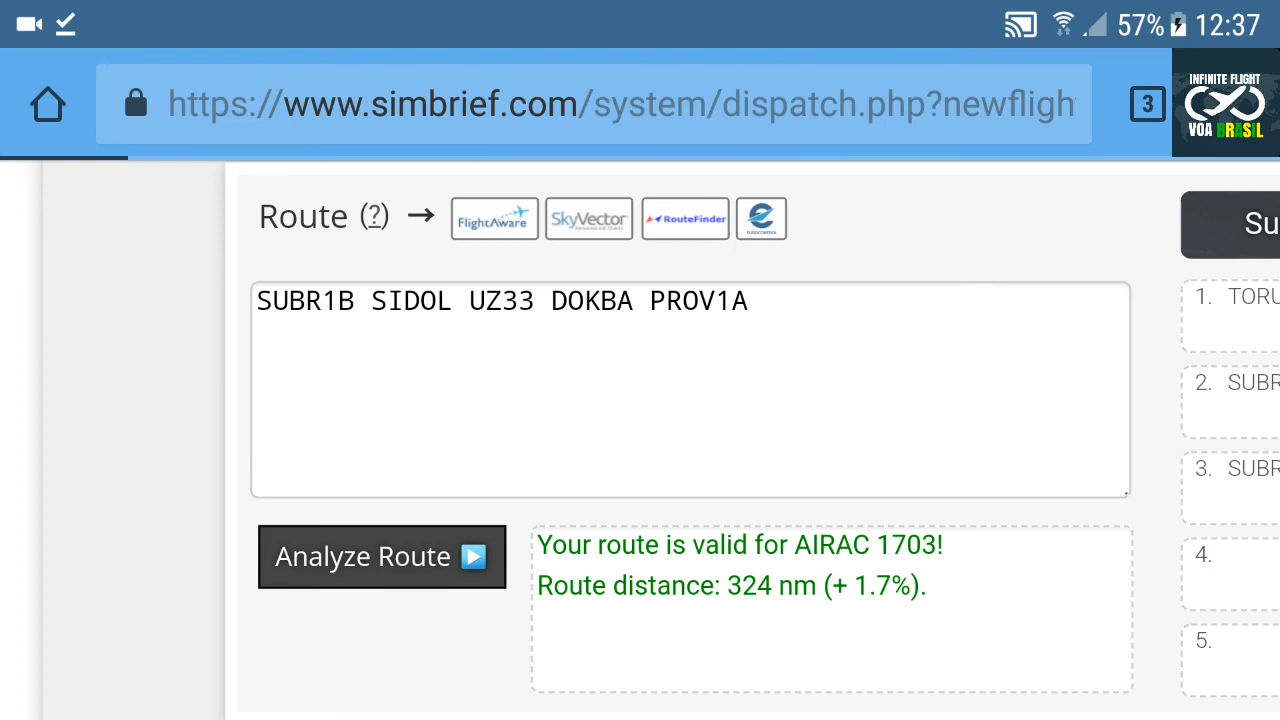 57% 12:37
https://www.simbrief.com/system/dispatch.php?newfligh
3
INFINITE FLIGHT
VOA BRASIL
Route (?) → FlightAware SkyVector RouteFinder EUROCONTROL
Su
SUBR1B SIDOL UZ33 DOKBA PROV1A
1. TORU
2. SUBR
3. SUBR
Analyze Route
Your route is valid for AIRAC 1703!
Route distance: 324 nm (+ 1.7%).
4.
5.